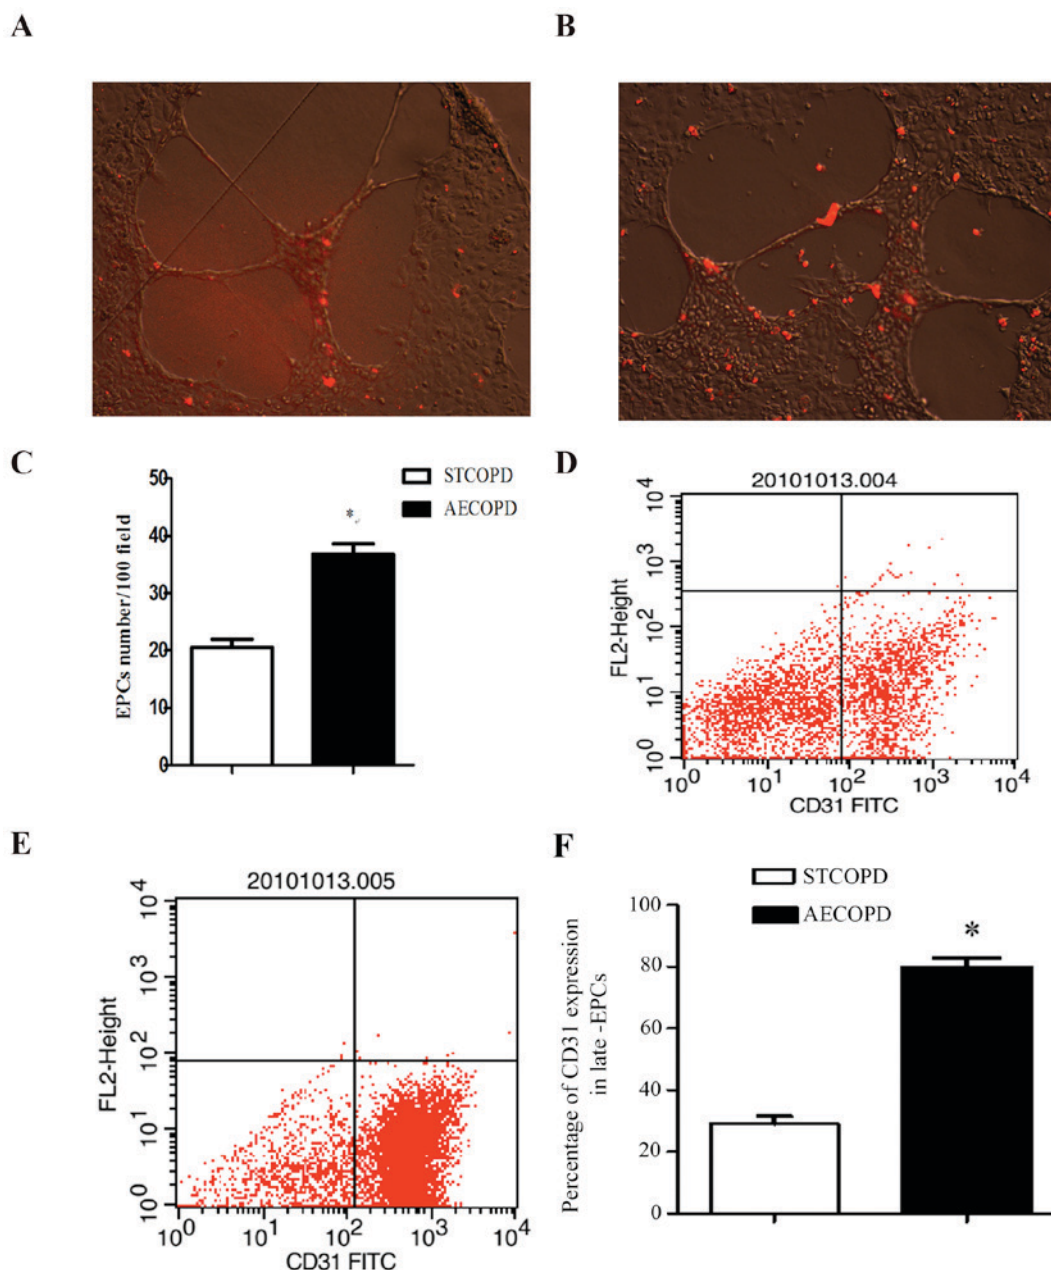 A
B
C
EPCs number/100 field
50
40
30
20
10
0
STCOPD
AECOPD
*
D
20101013.004
FL2-Height
10^4
10^3
10^2
10^1
10^0
10^0 10^1 10^2 10^3 10^4
CD31 FITC
E
20101013.005
FL2-Height
10^4
10^3
10^2
10^1
10^0
10^0 10^1 10^2 10^3 10^4
CD31 FITC
F
STCOPD
AECOPD
Percentage of CD31 expression
in late -EPCs
100
80
60
40
20
0
*